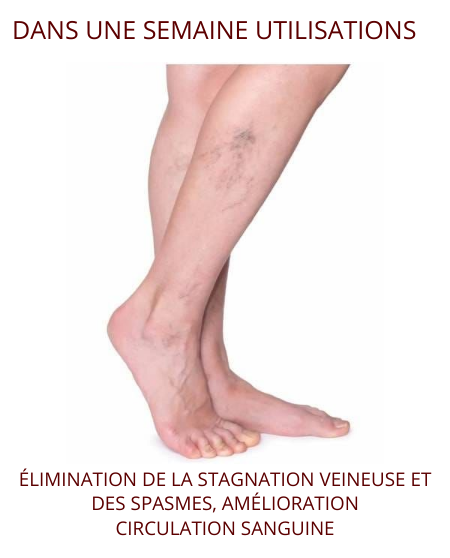 DANS UNE SEMAINE UTILISATIONS
ÉLIMINATION DE LA STAGNATION VEINEUSE ET
DES SPASMES, AMÉLIORATION
CIRCULATION SANGUINE